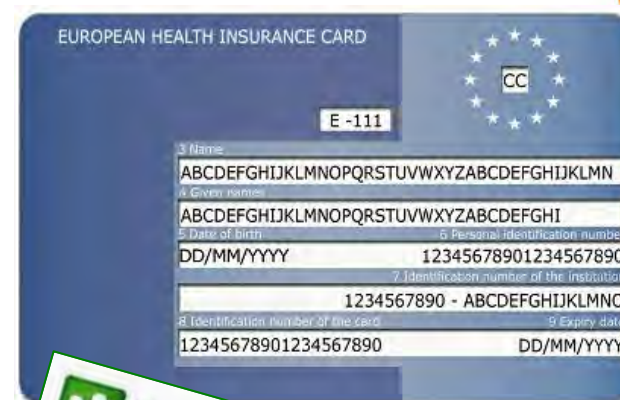 EUROPEAN HEALTH INSURANCE CARD
CC
E -111
3 Name
ABCDEFGHIJKLMNOPQRSTUVWXYZABCDEFGHIJKLMN
4 Given names
ABCDEFGHIJKLMNOPQRSTUVWXYZABCDEFGHI
5 Date of birth 6 Personal identification number
DD/MM/YYYY 12345678901234567890
7 Identification number of the institution
1234567890 - ABCDEFGHIJKLMNO
8 Identification number of the card 9 Expiry date
12345678901234567890 DD/MM/YYYY